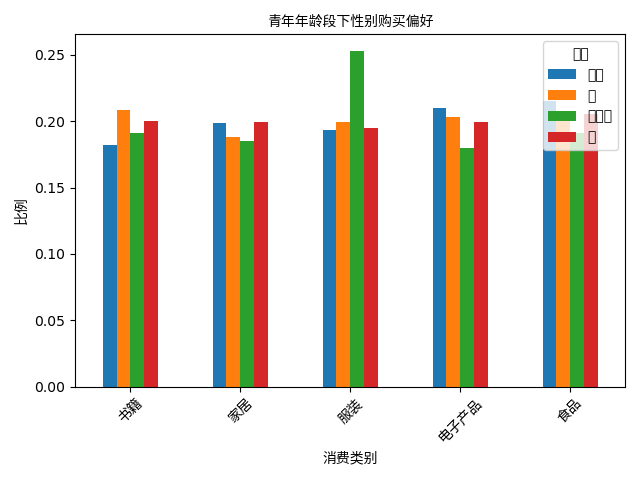 青年年龄段下性别购买偏好
0.25
0.20
0.15
0.10
0.05
0.00
比例
书籍
家居
服装
电子产品
食品
消费类别